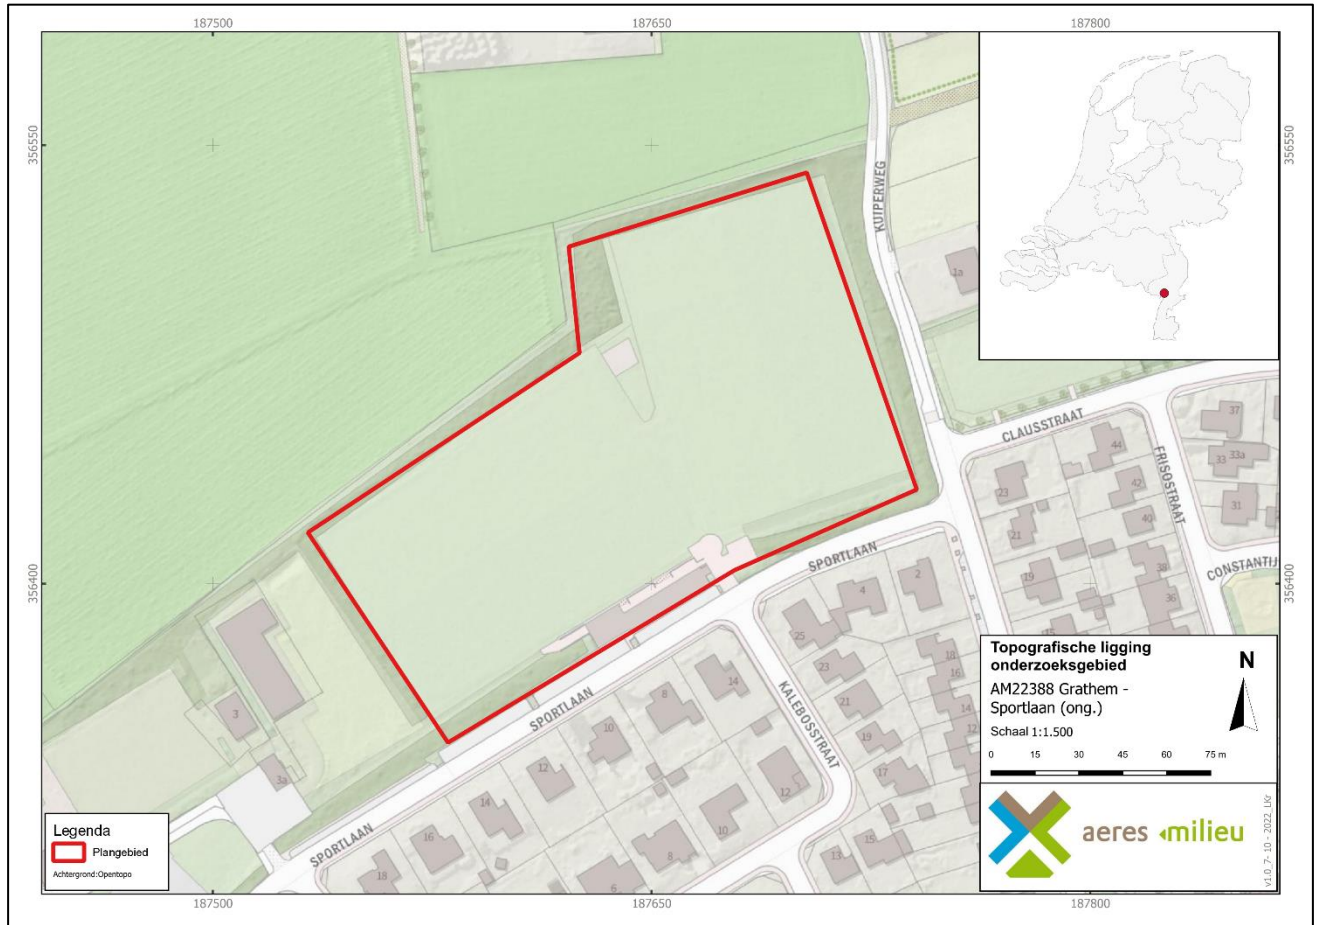 187500
187650
187800
356550
356550
KUIPERWEG
1a
CLAUSSTRAAT
FRISOSTRAAT
CONSTANTIJ
37
33
33a
31
44
42
40
38
36
23
21
19
15
356400
356400
SPORTLAAN
2
4
25
23
21
19
17
15
13
18
16
14
12
KALEBOSSTRAAT
SPORTLAAN
14
8
10
12
14
16
18
12
10
8
6
SPORTLAAN
3
3a
Topografische ligging
onderzoeksgebied
N
AM22388 Grathem -
Sportlaan (ong.)
Schaal 1:1.500
0 15 30 45 60 75 m
aeres milieu
v1.0_7- 10 - 2022_LKr
Legenda
Plangebied
Achtergrond:Opentopo
187500
187650
187800